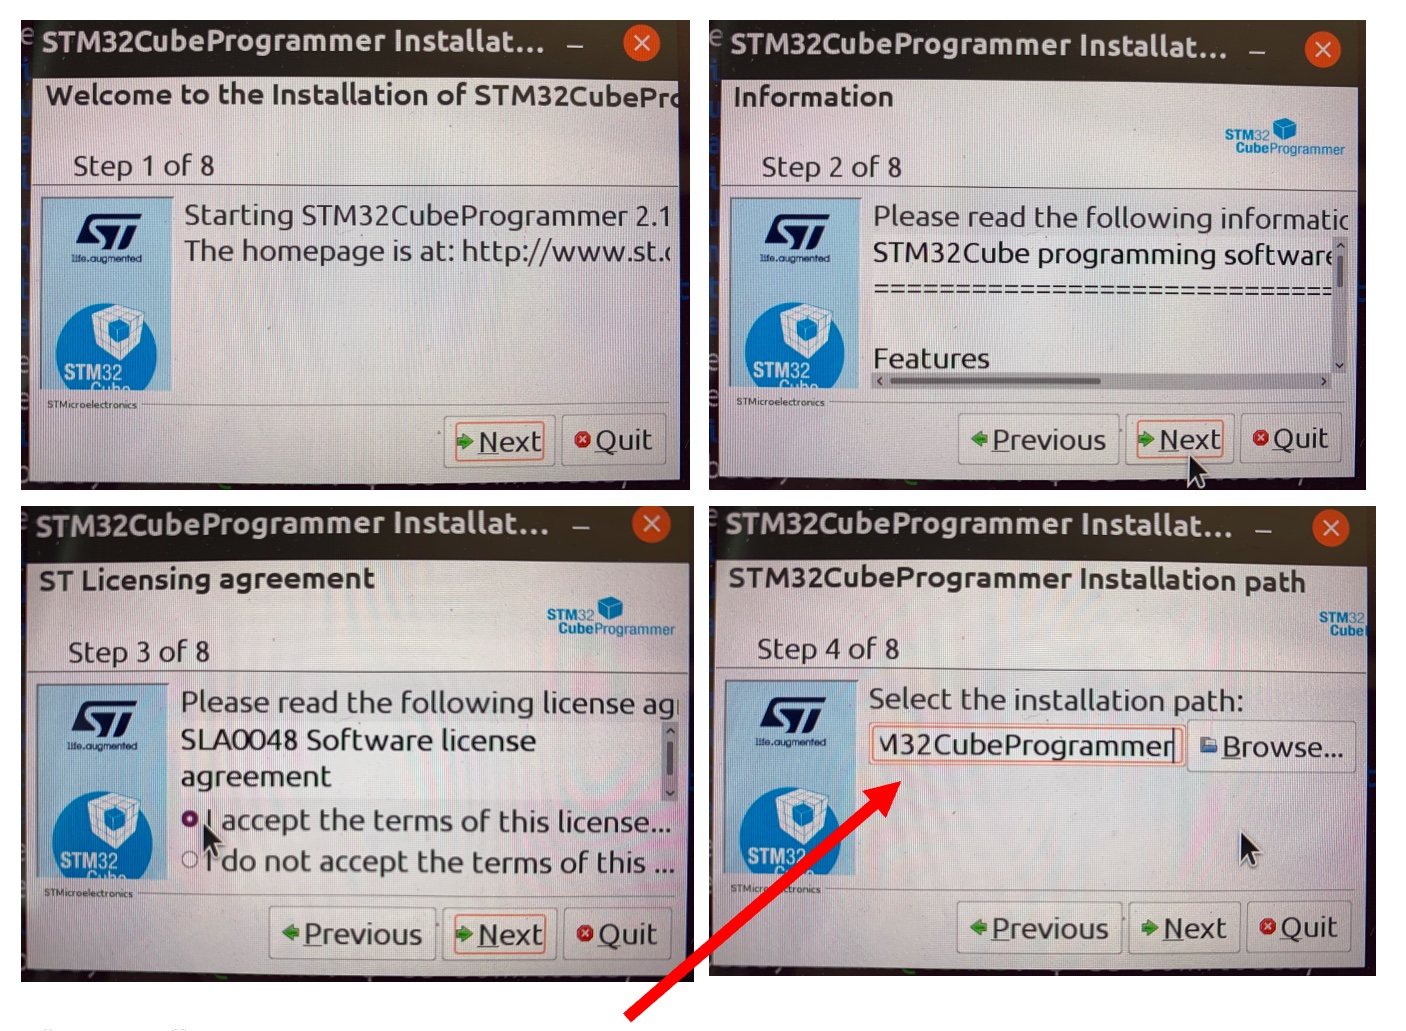 STM32CubeProgrammer Installat...
Welcome to the Installation of STM32CubePro
Step 1 of 8
life.augmented
Starting STM32CubeProgrammer 2.1
The homepage is at: http://www.st.c
STM32
Cube
STMicroelectronics
Next
Quit
STM32CubeProgrammer Installat...
Information
STM32
CubeProgrammer
Step 2 of 8
life.augmented
Please read the following informatic
STM32Cube programming software
============================
Features
STM32
Cube
STMicroelectronics
Previous
Next
Quit
STM32CubeProgrammer Installat...
ST Licensing agreement
STM32
CubeProgrammer
Step 3 of 8
life.augmented
Please read the following license agr
SLA0048 Software license
agreement
I accept the terms of this license...
I do not accept the terms of this ...
STM32
Cube
STMicroelectronics
Previous
Next
Quit
STM32CubeProgrammer Installat...
STM32CubeProgrammer Installation path
STM32
Cube
Step 4 of 8
life.augmented
Select the installation path:
M32CubeProgrammer
Browse...
STM32
Cube
STMicroelectronics
Previous
Next
Quit